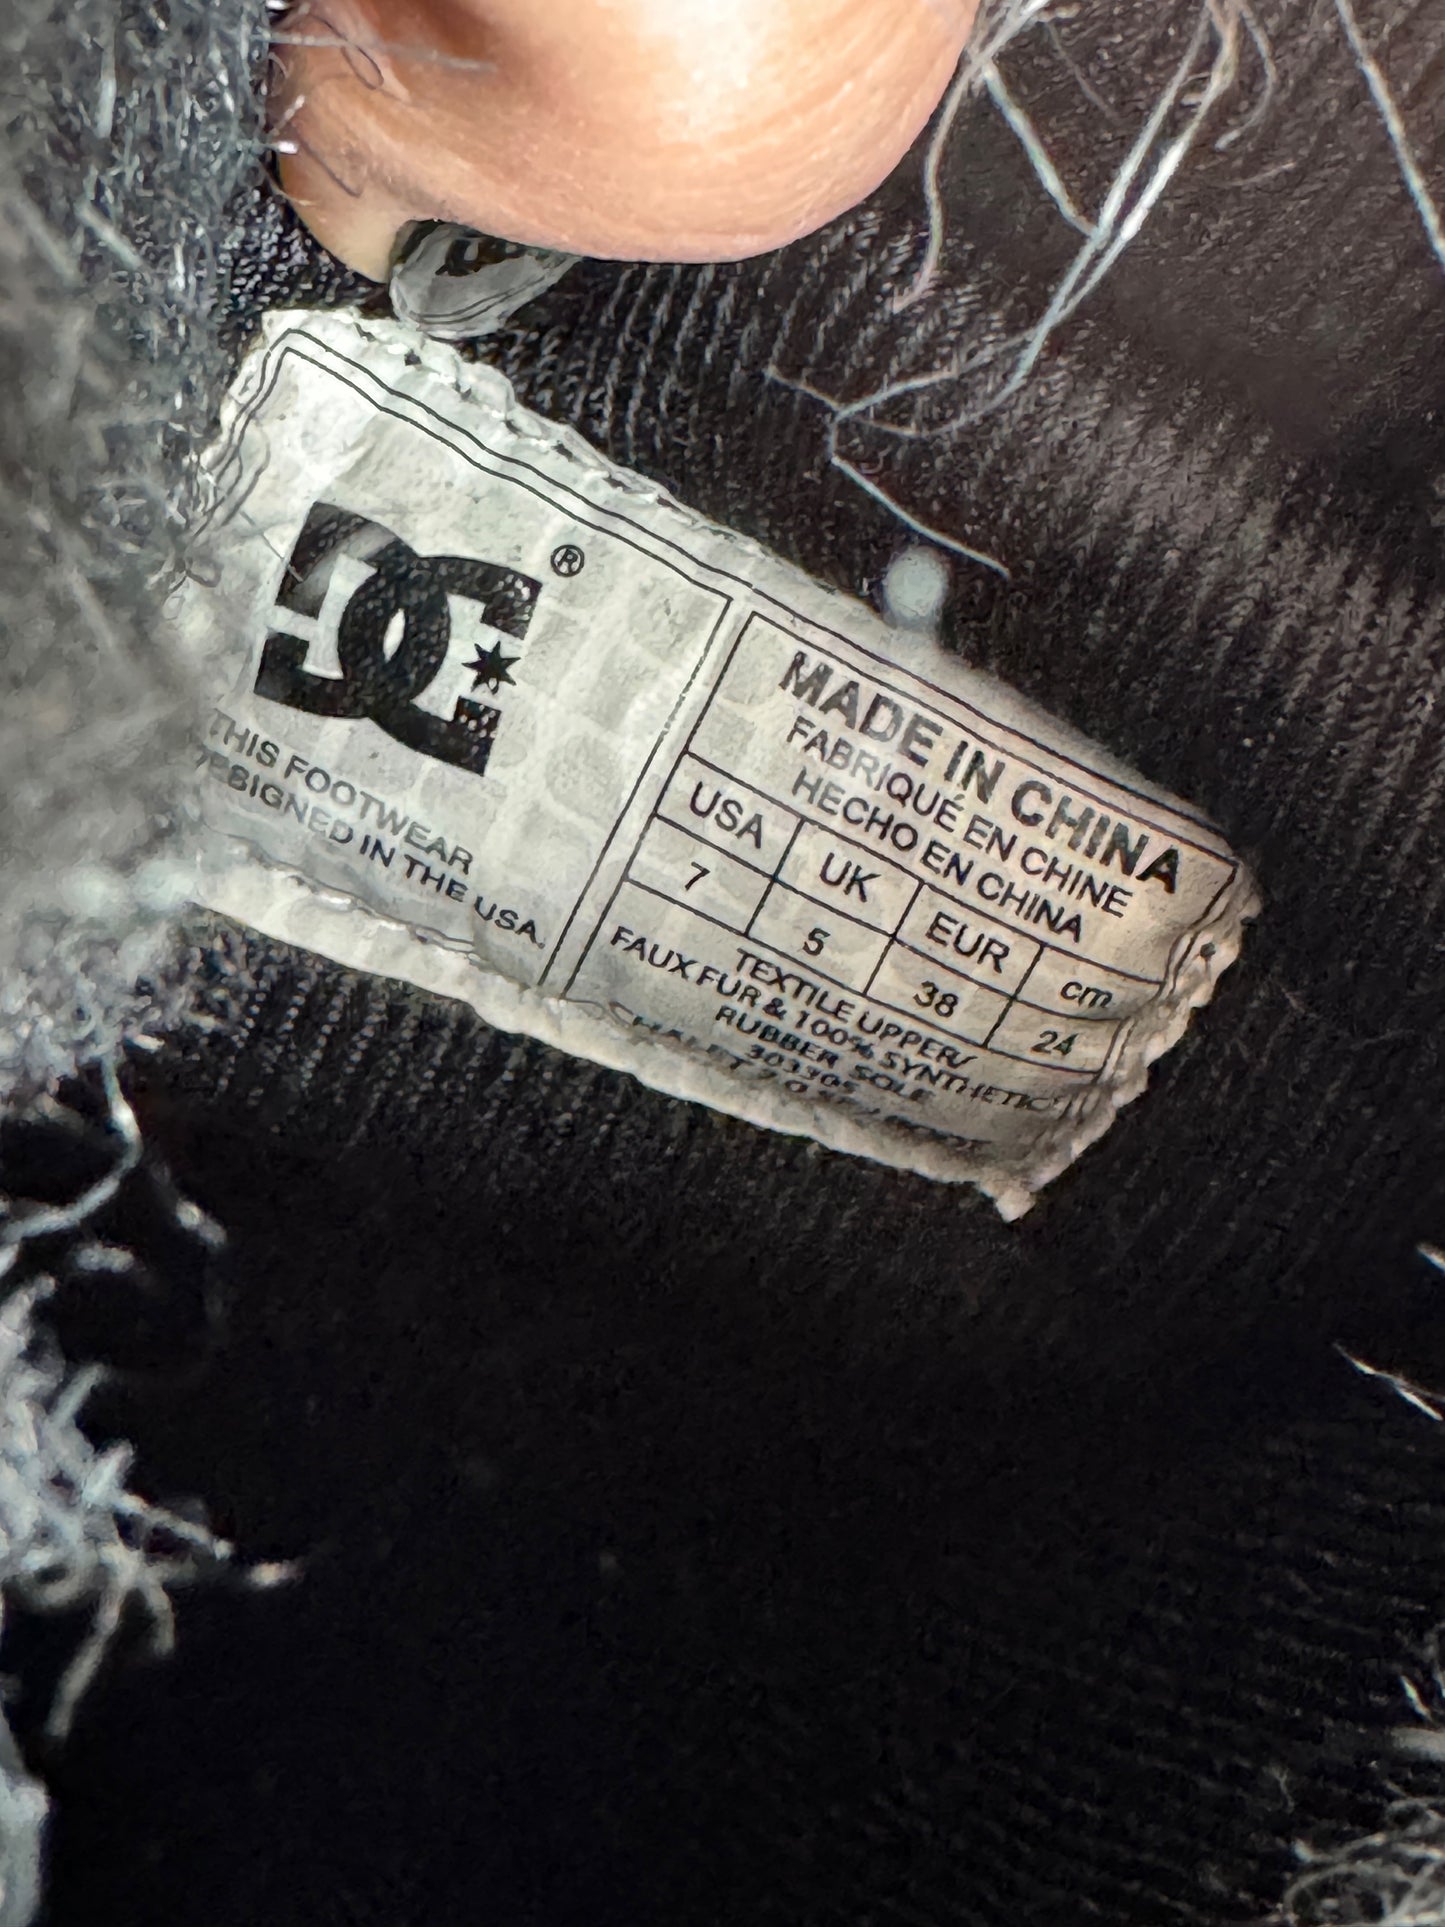 DC
®
THIS FOOTWEAR
DESIGNED IN THE USA.
MADE IN CHINA
FABRIQUÉ EN CHINE
HECHO EN CHINA
USA UK EUR cm
7 5 38 24
TEXTILE UPPER/
FAUX FUR & 100% SYNTHETIC
RUBBER SOLE
303305